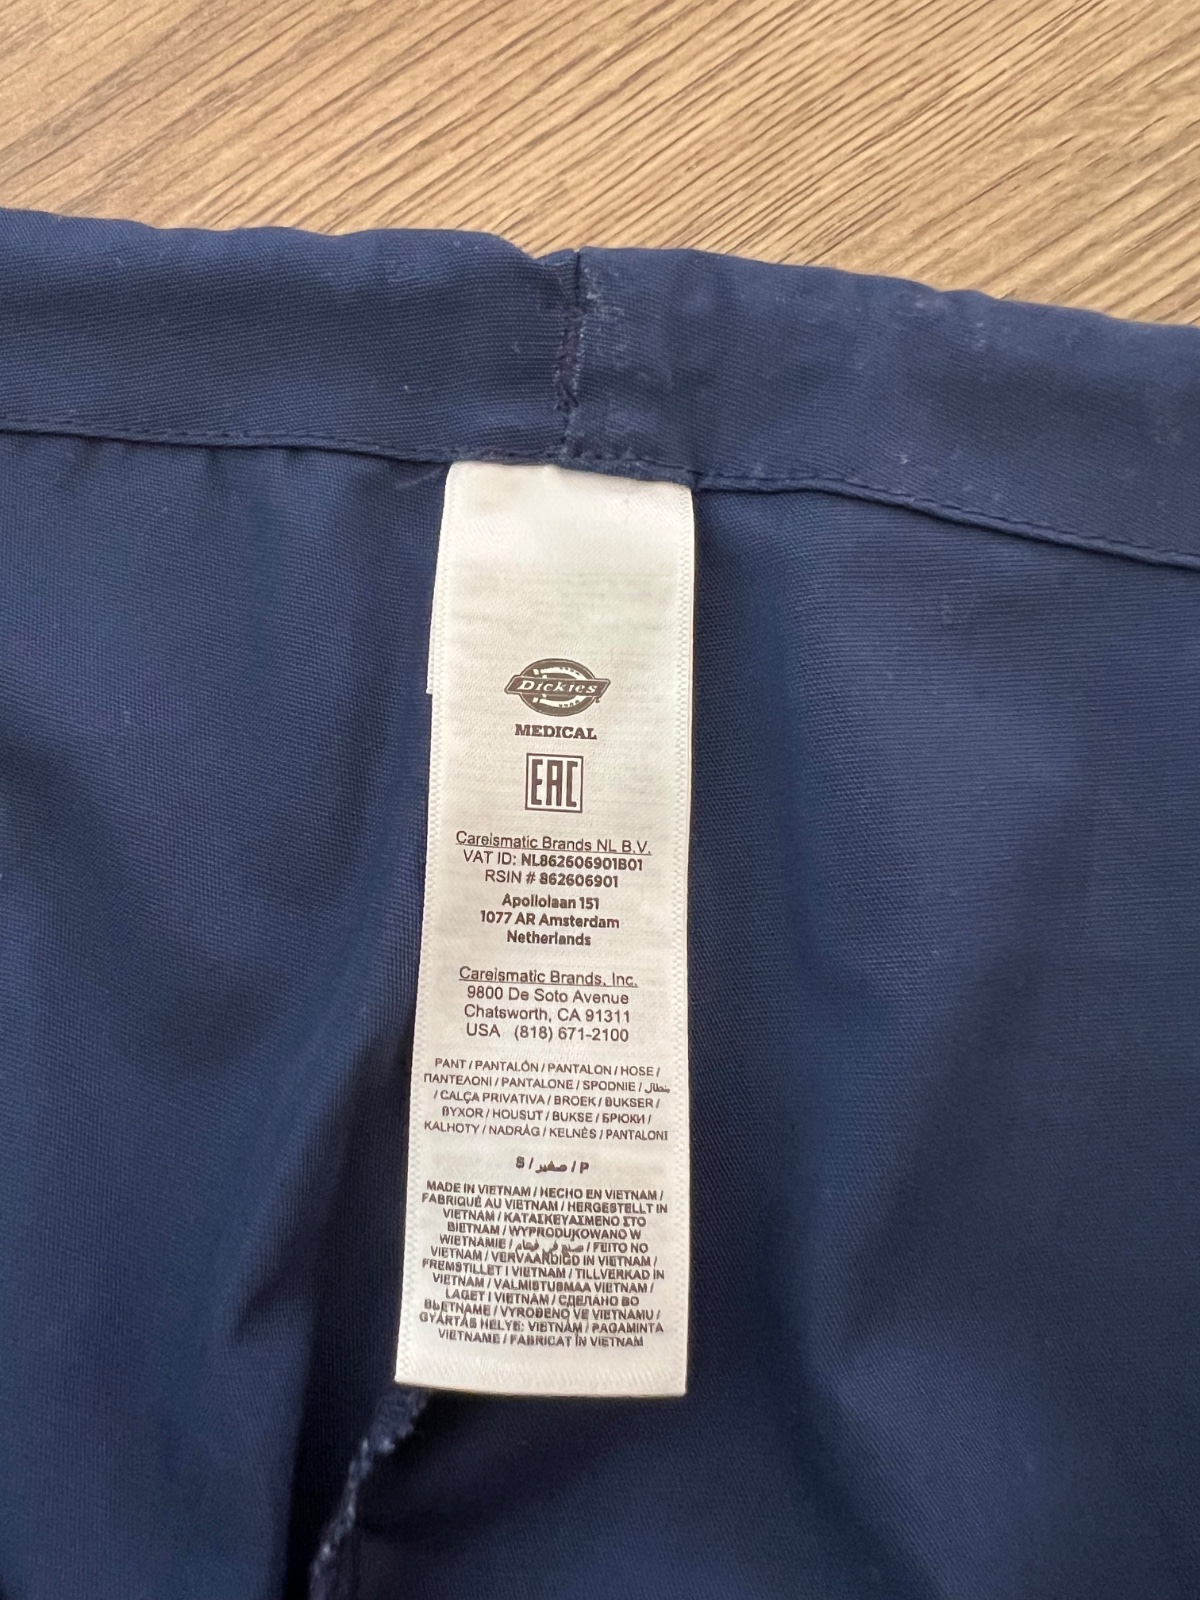 Dickies
MEDICAL
EAC
Careismatic Brands NL B.V.
VAT ID: NL862606901B01
RSIN # 862606901
Apollolaan 151
1077 AR Amsterdam
Netherlands
Careismatic Brands, Inc.
9800 De Soto Avenue
Chatsworth, CA 91311
USA (818) 671-2100
PANT / PANTALÓN / PANTALON / HOSE /
ΠΑΝΤΕΛΟΝΙ / PANTALONE / SPODNIE / بنطال
/ CALÇA PRIVATIVA / BROEK / BUKSER /
BYXOR / HOUSUT / BUKSE / БРЮКИ /
KALHOTY / NADRÁG / KELNĖS / PANTALONI
S / صغير / P
MADE IN VIETNAM / HECHO EN VIETNAM /
FABRIQUÉ AU VIETNAM / HERGESTELLT IN
VIETNAM / ΚΑΤΑΣΚΕΥΑΣΜΕΝΟ ΣΤΟ
ΒΙΕΤΝΑΜ / WYPRODUKOWANO W
WIETNAMIE / صنع في فيتنام / FEITO NO
VIETNAM / VERVAARDIGD IN VIETNAM /
FREMSTILLET I VIETNAM / TILLVERKAD IN
VIETNAM / VALMISTUSMAA VIETNAM /
LAGET I VIETNAM / СДЕЛАНО ВО
ВЬЕТНАМЕ / VYROBENO VE VIETNAMU /
GYÁRTÁS HELYE: VIETNÁM / PAGAMINTA
VIETNAME / FABRICAT ÎN VIETNAM